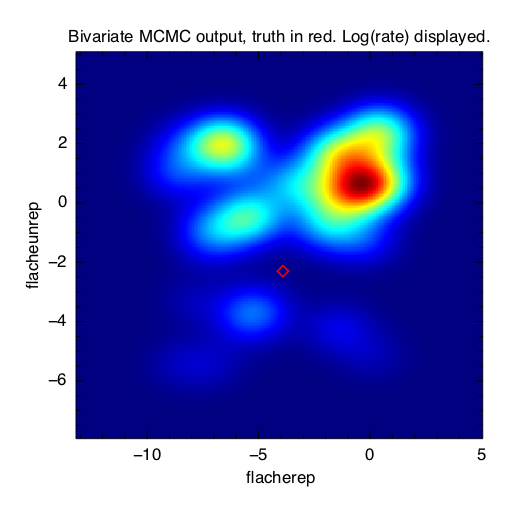 Bivariate MCMC output, truth in red. Log(rate) displayed.
4
2
0
−2
−4
−6
flacheunrep
−10 −5 0 5
flacherep